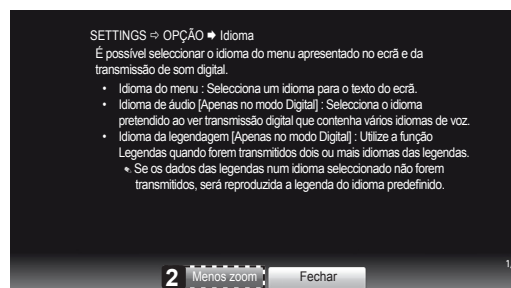 SETTINGS ⇨ OPÇÃO ➡ Idioma
É possível seleccionar o idioma do menu apresentado no ecrã e da
transmissão de som digital.
• Idioma do menu : Selecciona um idioma para o texto do ecrã.
• Idioma de áudio [Apenas no modo Digital] : Selecciona o idioma
pretendido ao ver transmissão digital que contenha vários idiomas de voz.
• Idioma da legendagem [Apenas no modo Digital] : Utilize a função
Legendas quando forem transmitidos dois ou mais idiomas das legendas.
Se os dados das legendas num idioma seleccionado não forem
transmitidos, será reproduzida a legenda do idioma predefinido.
2 Menos zoom Fechar